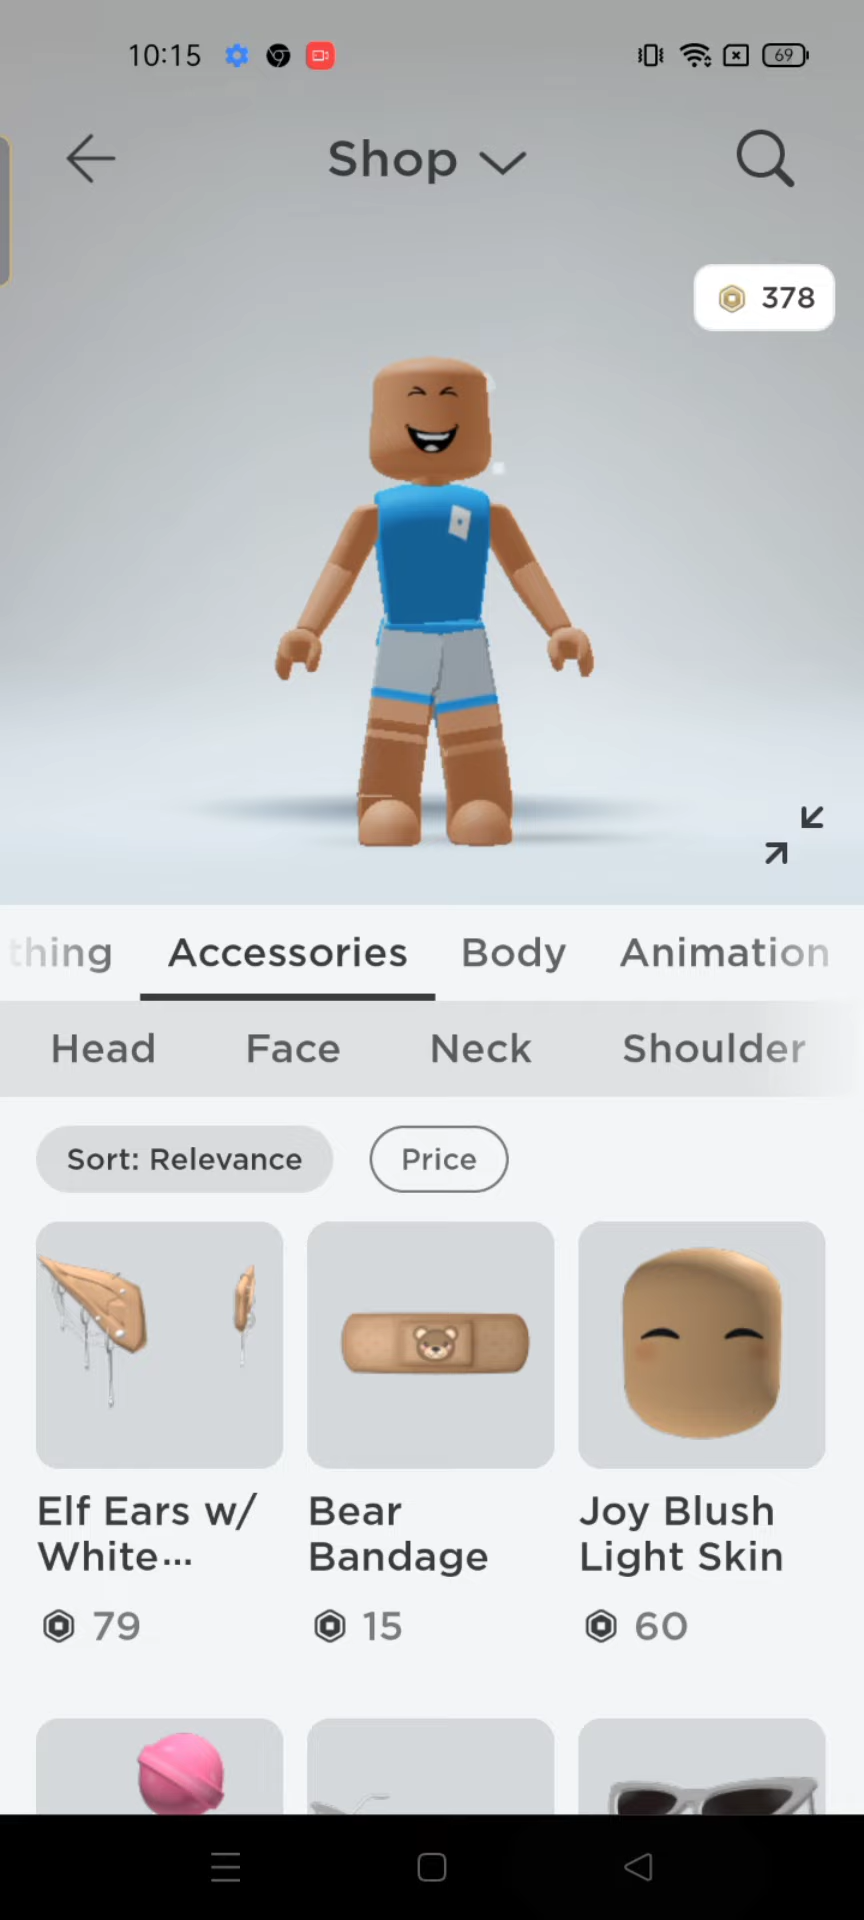 10:15
69
Shop
378
thing Accessories Body Animation
Head Face Neck Shoulder
Sort: Relevance Price
Elf Ears w/
White...
79
Bear
Bandage
15
Joy Blush
Light Skin
60